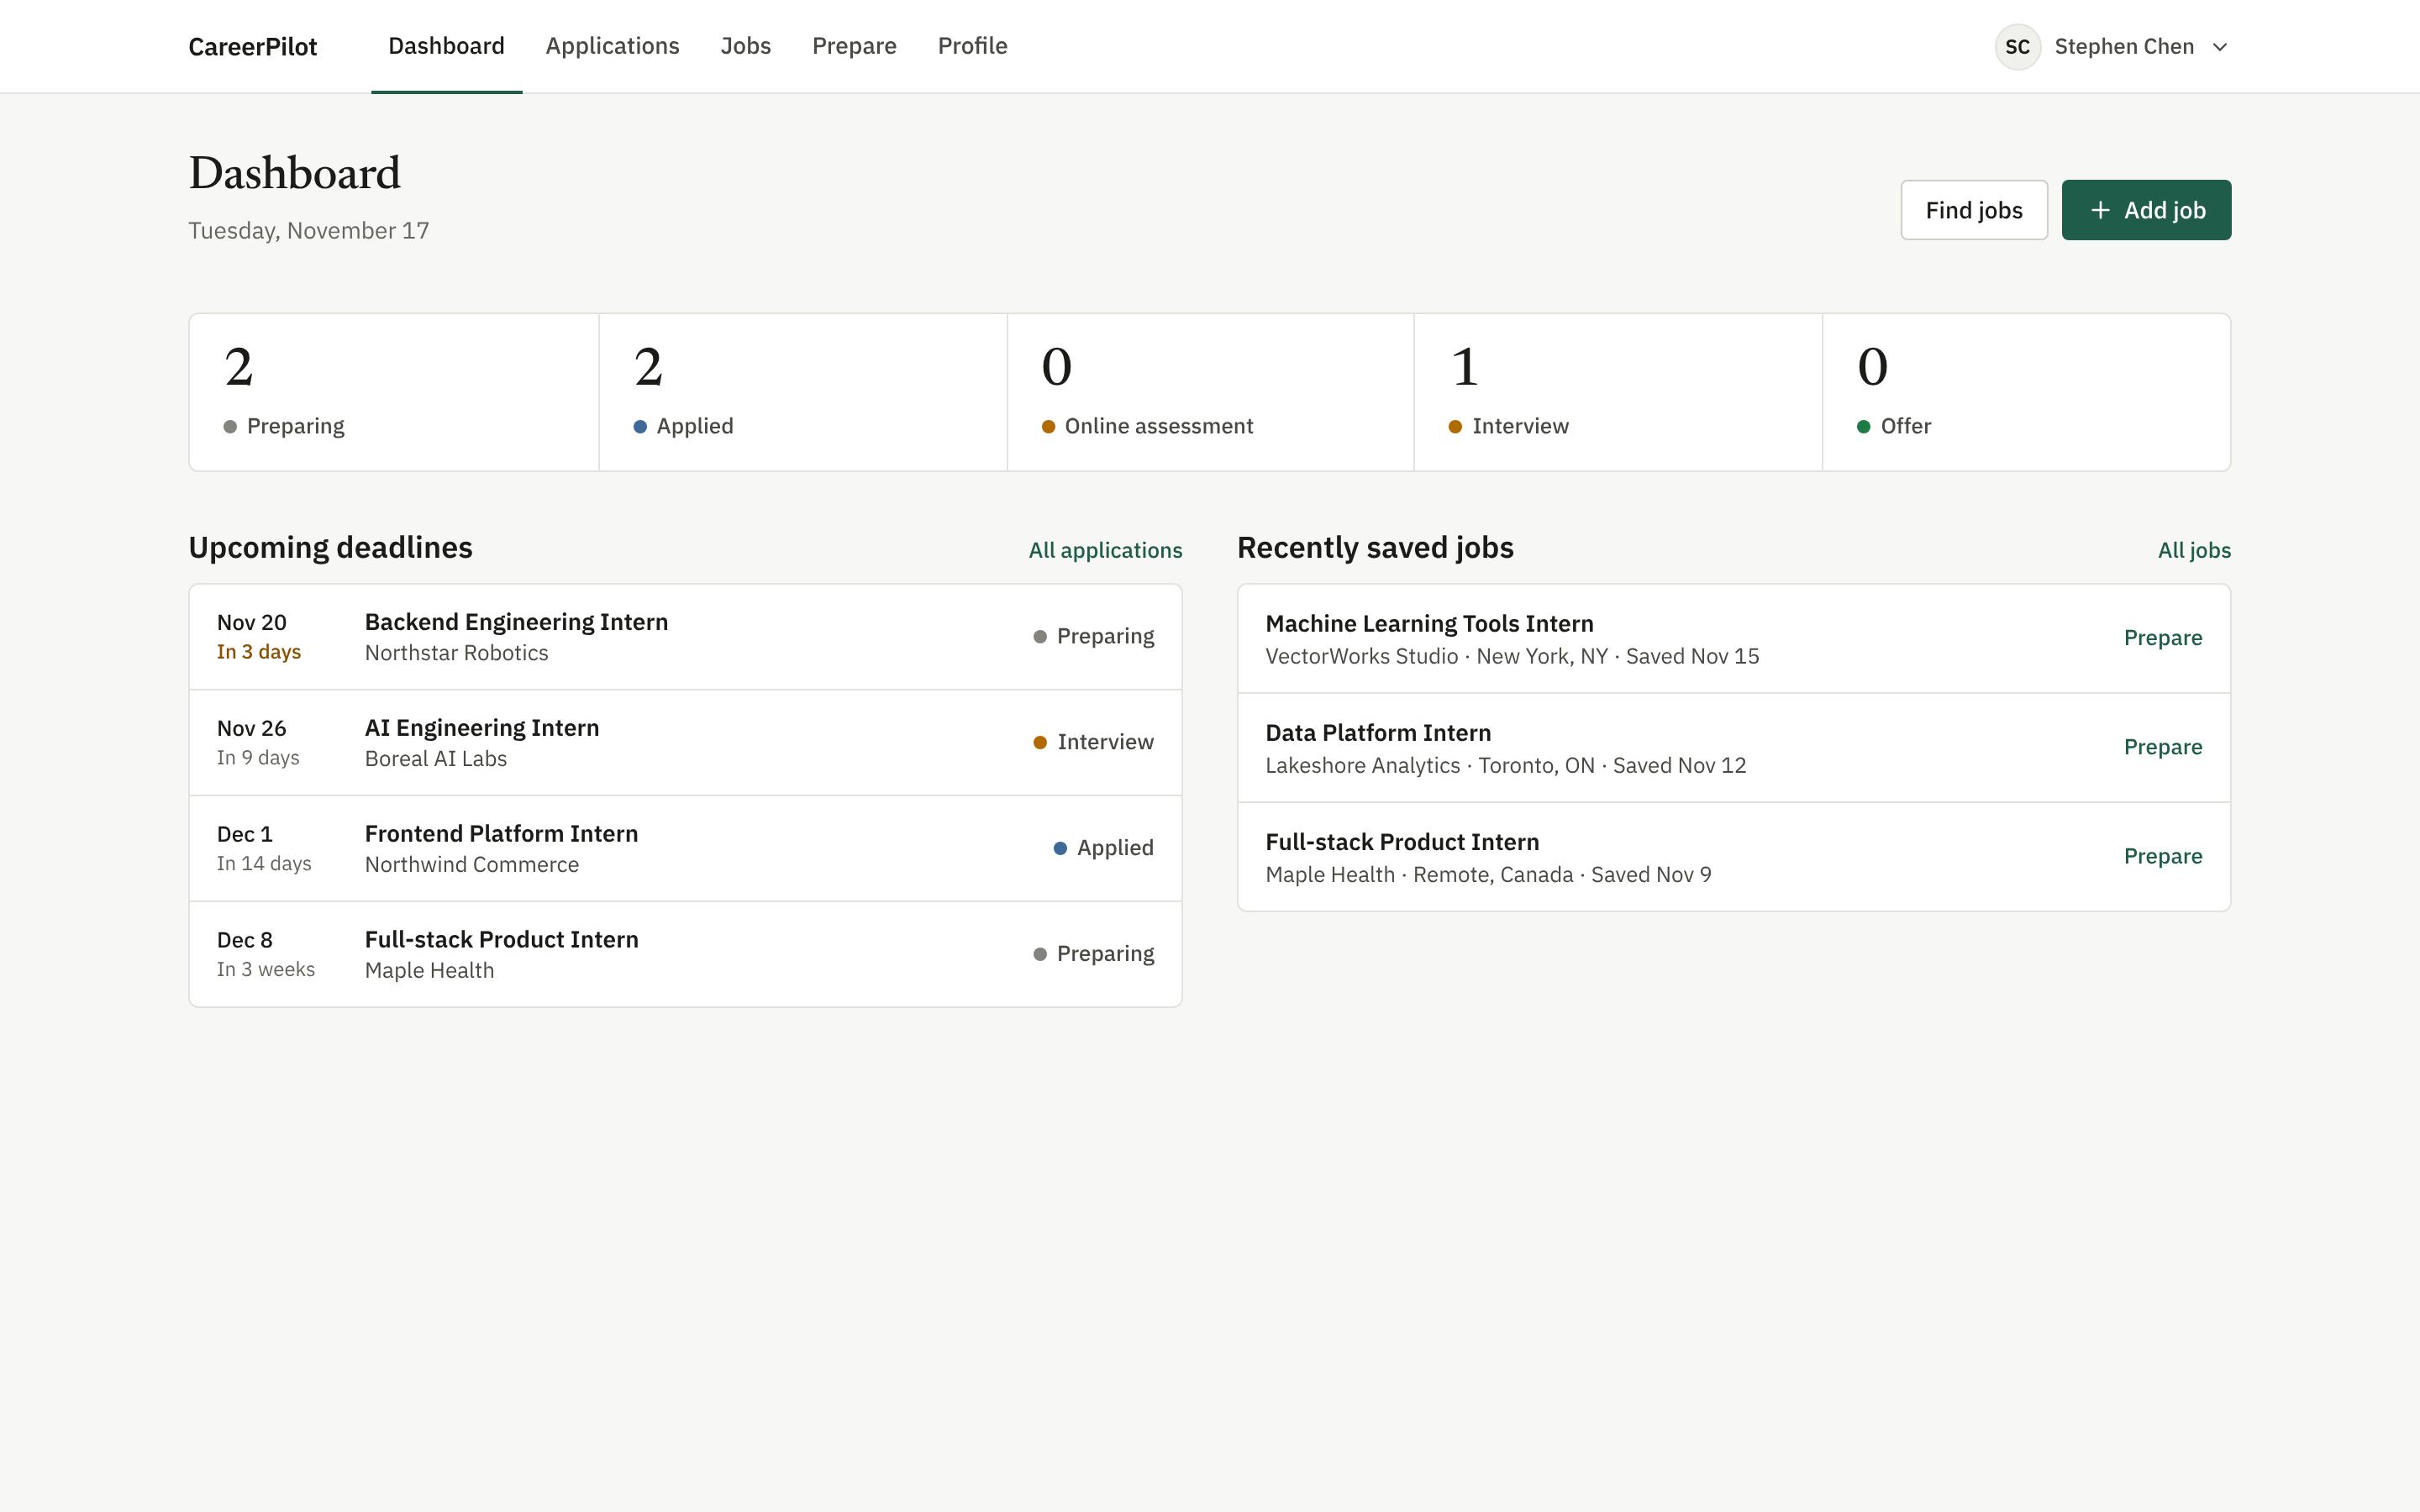 CareerPilot
Dashboard
Applications
Jobs
Prepare
Profile
SC
Stephen Chen
Dashboard
Tuesday, November 17
Find jobs
+ Add job
2
Preparing
2
Applied
0
Online assessment
1
Interview
0
Offer
Upcoming deadlines
All applications
Nov 20
In 3 days
Backend Engineering Intern
Northstar Robotics
Preparing
Nov 26
In 9 days
AI Engineering Intern
Boreal AI Labs
Interview
Dec 1
In 14 days
Frontend Platform Intern
Northwind Commerce
Applied
Dec 8
In 3 weeks
Full-stack Product Intern
Maple Health
Preparing
Recently saved jobs
All jobs
Machine Learning Tools Intern
VectorWorks Studio · New York, NY · Saved Nov 15
Prepare
Data Platform Intern
Lakeshore Analytics · Toronto, ON · Saved Nov 12
Prepare
Full-stack Product Intern
Maple Health · Remote, Canada · Saved Nov 9
Prepare